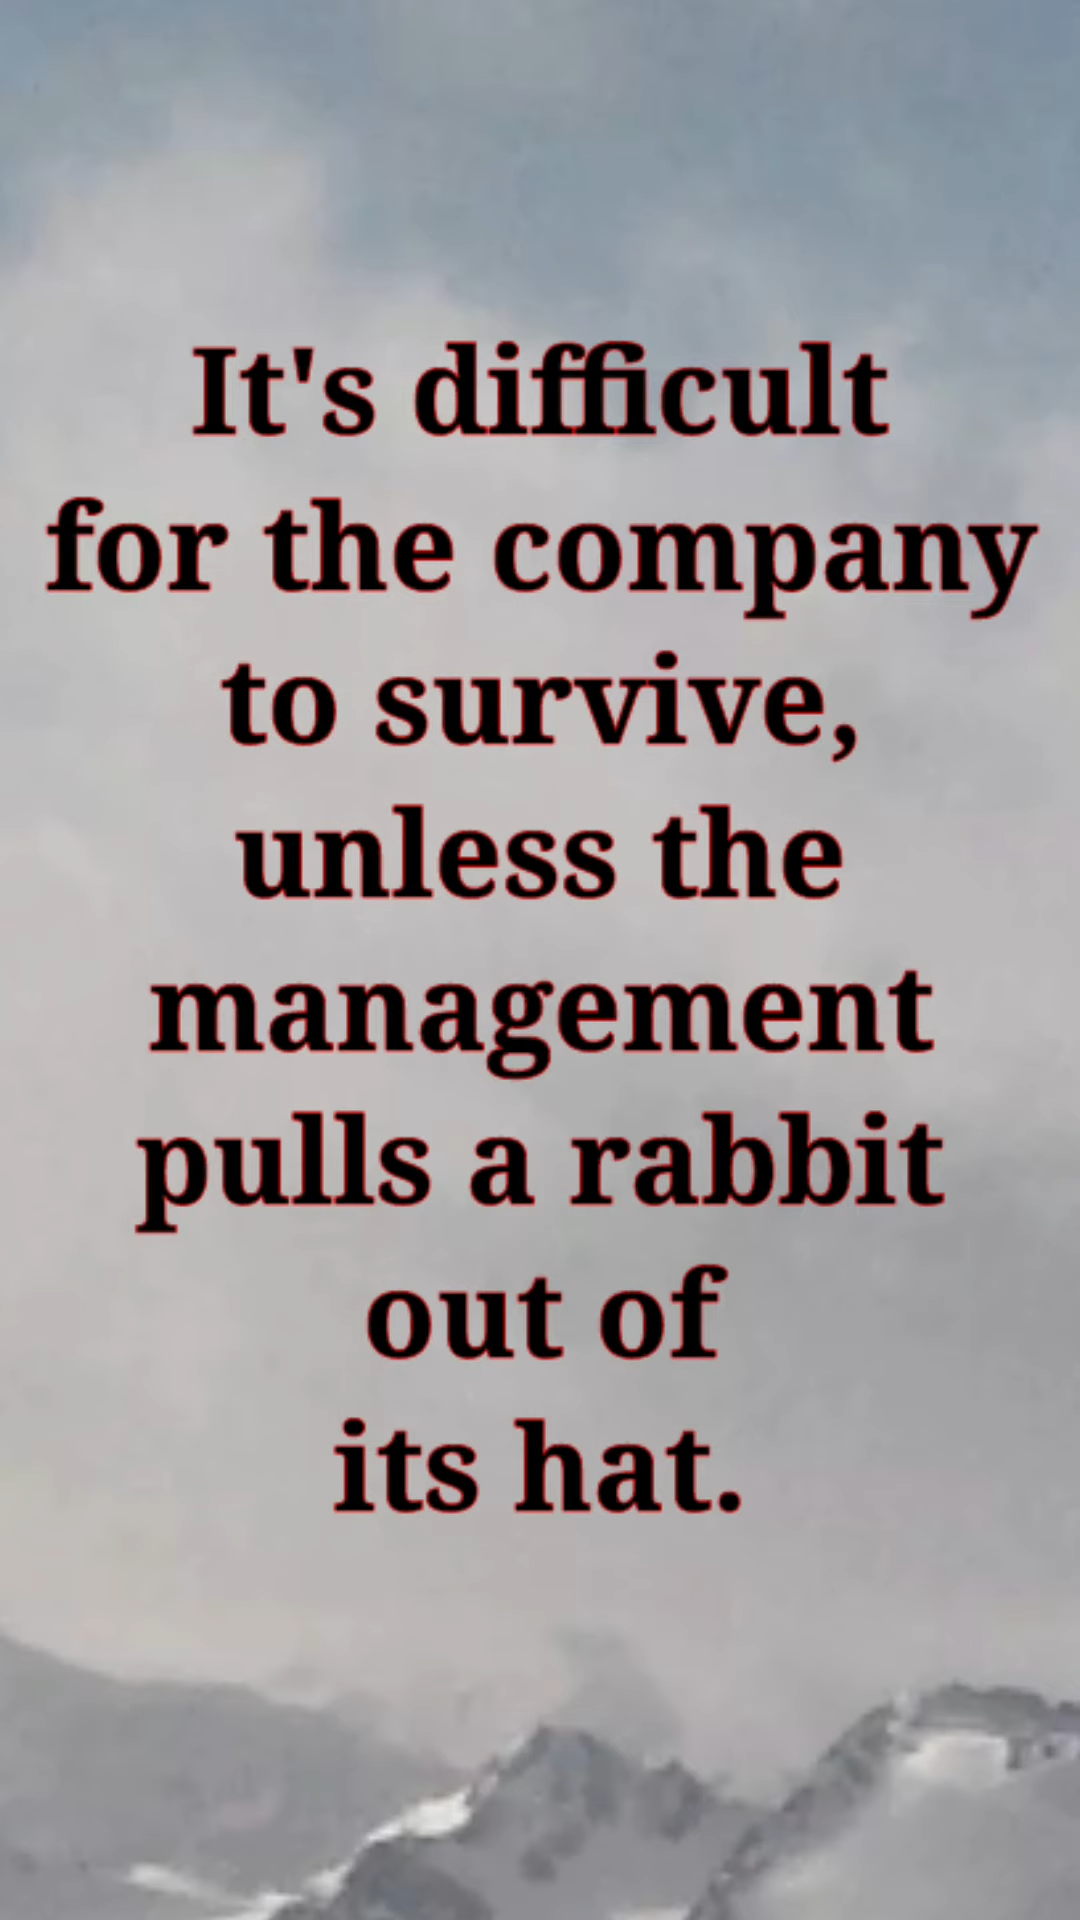 It's difficult
for the company
to survive,
unless the
management
pulls a rabbit
out of
its hat.